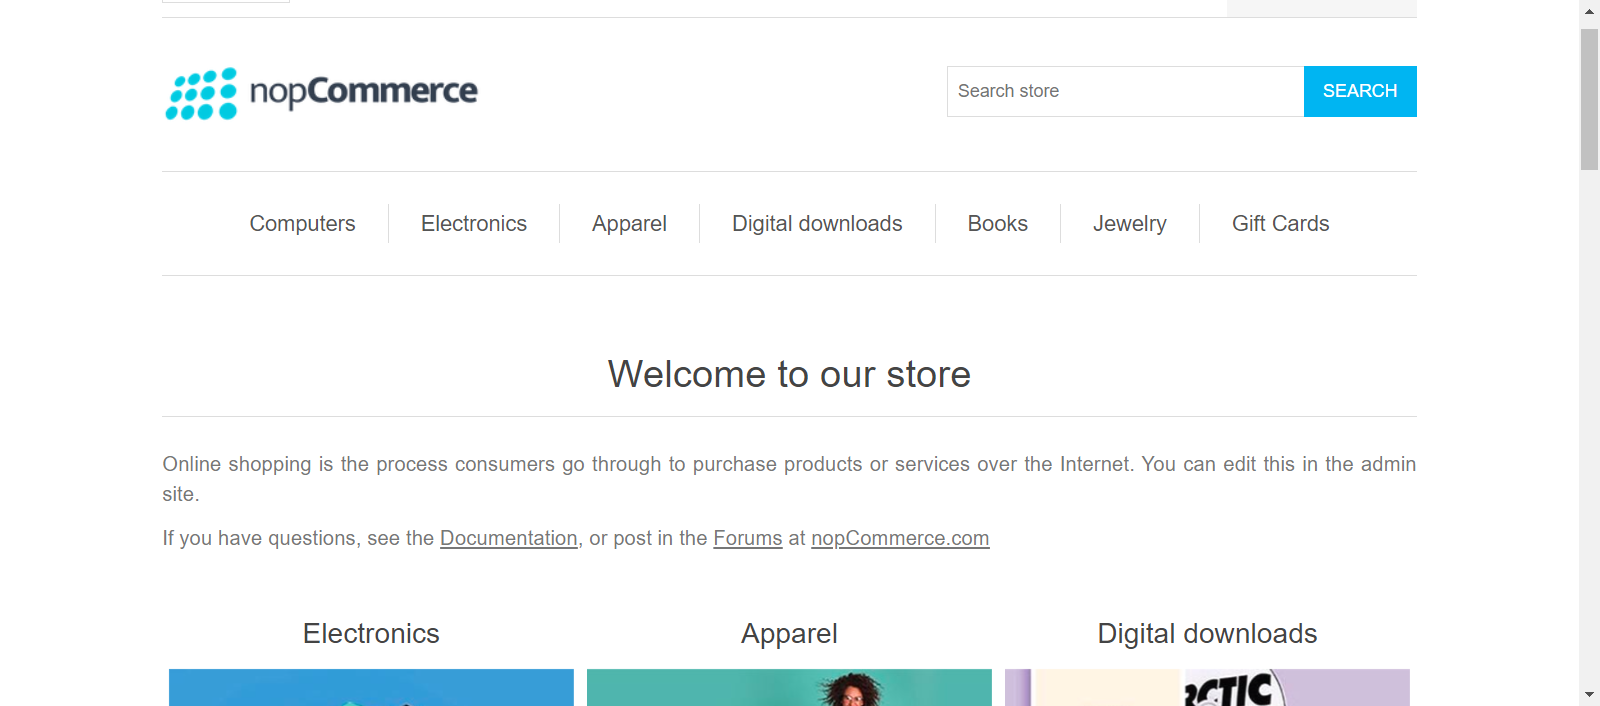 nopCommerce
Search store
SEARCH
Computers
Electronics
Apparel
Digital downloads
Books
Jewelry
Gift Cards
Welcome to our store
Online shopping is the process consumers go through to purchase products or services over the Internet. You can edit this in the admin
site.
If you have questions, see the Documentation, or post in the Forums at nopCommerce.com
Electronics
Apparel
Digital downloads